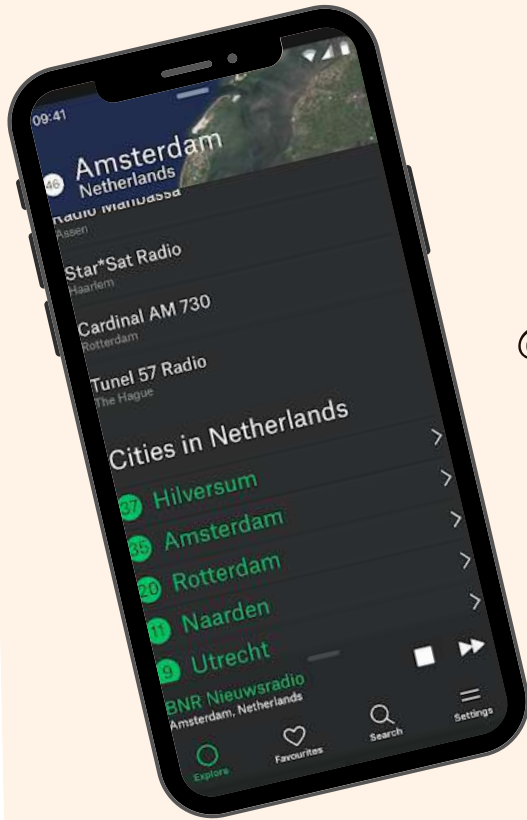 09:41
46
Amsterdam
Netherlands
Radio Manbassa
Assen
Star*Sat Radio
Haarlem
Cardinal AM 730
Rotterdam
Tunel 57 Radio
The Hague
Cities in Netherlands
37 Hilversum
35 Amsterdam
20 Rotterdam
11 Naarden
9 Utrecht
BNR Nieuwsradio
Amsterdam, Netherlands
Explore
Favourites
Search
Settings